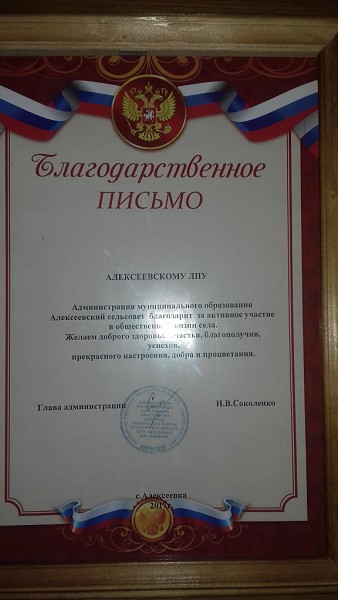 Благодарственное
ПИСЬМО
АЛЕКСЕЕВСКОМУ ЛПУ
Администрация муниципального образования
Алексеевский сельсовет благодарит за активное участие
в общественной жизни села.
Желаем доброго здоровья, счастья, благополучия,
успехов,
прекрасного настроения, добра и процветания.
Глава администрации Н.В.Соколенко
с.Алексеевка